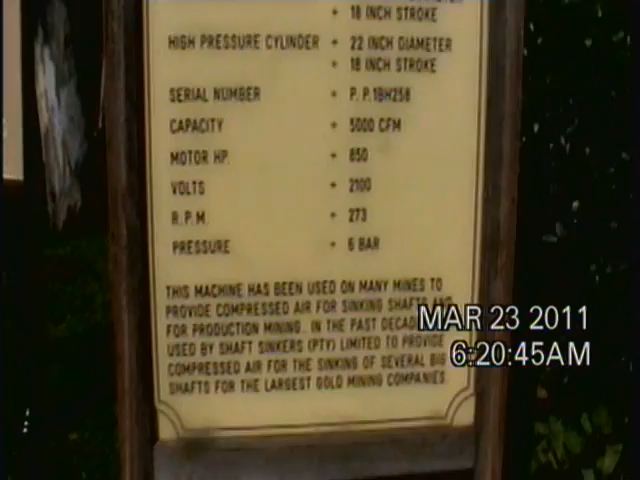 + 18 INCH STROKE
HIGH PRESSURE CYLINDER + 22 INCH DIAMETER
+ 18 INCH STROKE
SERIAL NUMBER + P.P.1BH258
CAPACITY + 5000 CFM
MOTOR HP. + 850
VOLTS + 2100
R.P.M. + 273
PRESSURE + 6 BAR
THIS MACHINE HAS BEEN USED ON MANY MINES TO
PROVIDE COMPRESSED AIR FOR SINKING SHAFTS AND
FOR PRODUCTION MINING. IN THE PAST
USED BY SHAFT SINKERS (PTY) LIMITED TO PROVIDE
COMPRESSED AIR FOR THE SINKING OF SEVERAL BIG
SHAFTS FOR THE LARGEST GOLD MINING COMPANIES.
MAR 23 2011
6:20:45AM